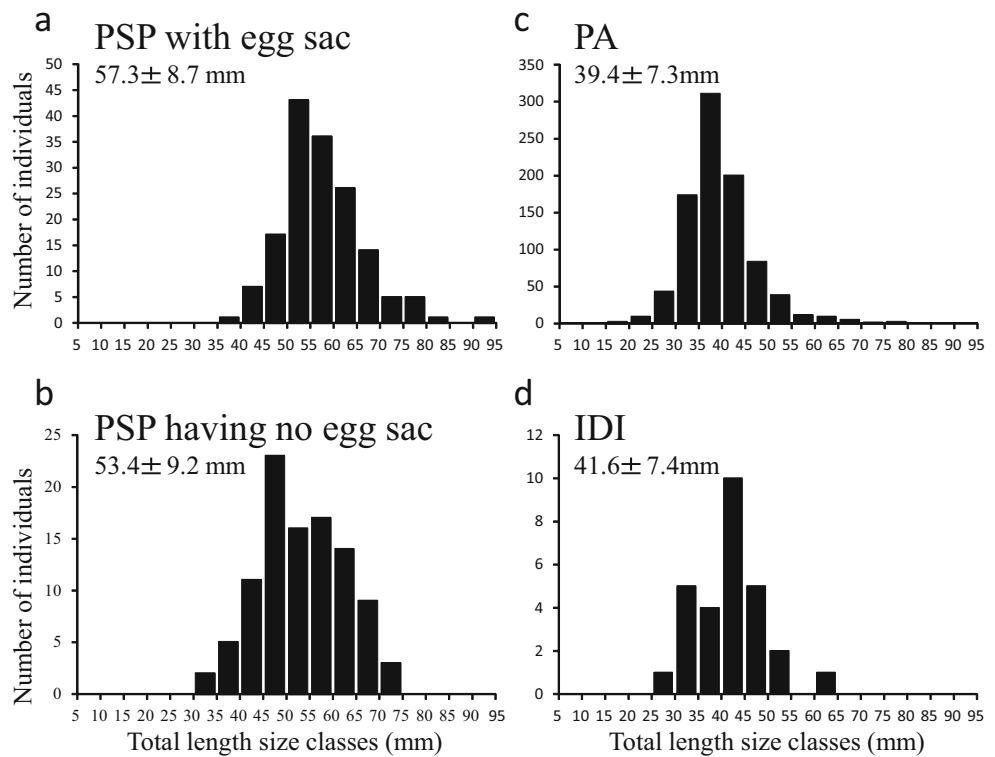 a
PSP with egg sac
57.3± 8.7 mm
Number of individuals
50
45
40
35
30
25
20
15
10
5
0
5 10 15 20 25 30 35 40 45 50 55 60 65 70 75 80 85 90 95
c
PA
39.4± 7.3mm
350
300
250
200
150
100
50
0
5 10 15 20 25 30 35 40 45 50 55 60 65 70 75 80 85 90 95
b
PSP having no egg sac
53.4± 9.2 mm
Number of individuals
25
20
15
10
5
0
5 10 15 20 25 30 35 40 45 50 55 60 65 70 75 80 85 90 95
Total length size classes (mm)
d
IDI
41.6± 7.4mm
12
10
8
6
4
2
0
5 10 15 20 25 30 35 40 45 50 55 60 65 70 75 80 85 90 95
Total length size classes (mm)